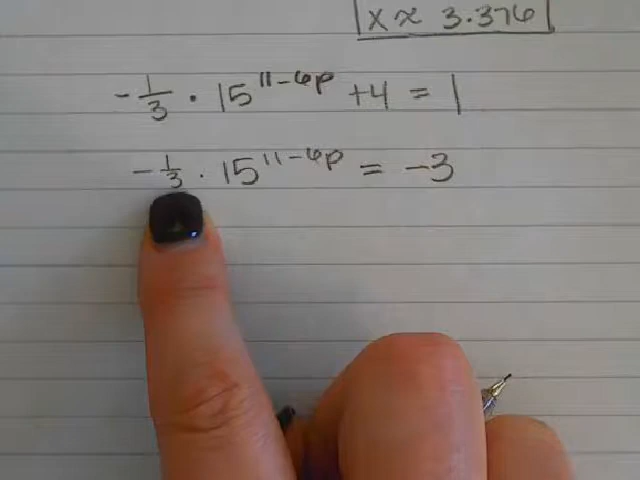 x ≈ 3.376
-1/3 · 15^(11-6p) +4 = 1
-1/3 · 15^(11-6p) = -3